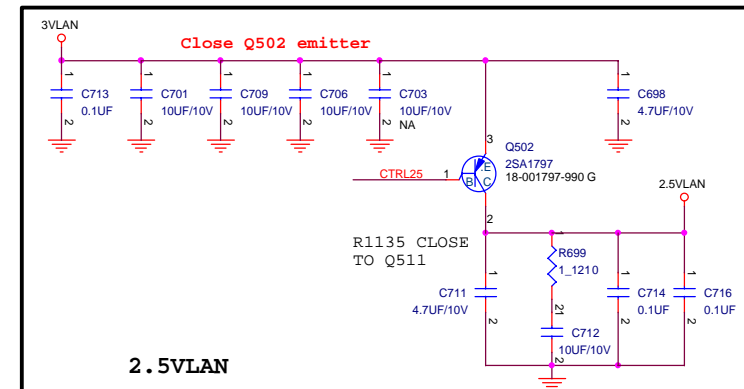 3VLAN
Close Q502 emitter
1
C713
0.1UF
2
1
C701
10UF/10V
2
1
C709
10UF/10V
2
1
C706
10UF/10V
2
1
C703
10UF/10V
2
NA
1
C698
4.7UF/10V
2
3
Q502
2SA1797
18-001797-990 G
E
B
C
CTRL25
1
2
2.5VLAN
R1135 CLOSE
TO Q511
1
R699
1_1210
2
1
C711
4.7UF/10V
2
1
C712
10UF/10V
2
1
C714
0.1UF
2
1
C716
0.1UF
2
2.5VLAN